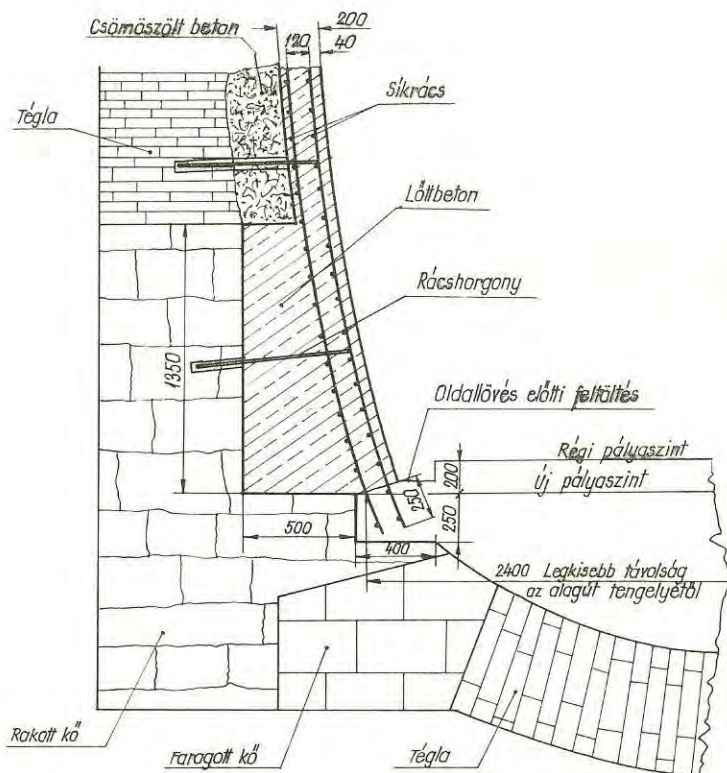 200
Csömöszölt beton
120
40
Síkrács
Tégla
Lőttbeton
Rácshorgony
1350
Oldallövés előtti feltöltés
Régi pályaszint
200
Új pályaszint
250
250
500
400
2400 Legkisebb távolság
az alagút tengelyétől
Rakott kő
Faragott kő
Tégla